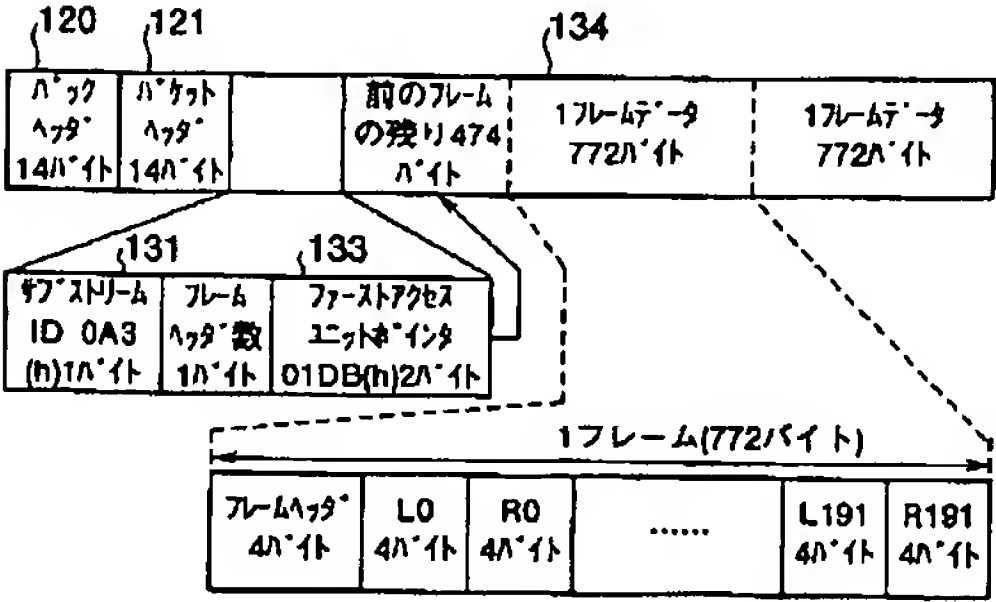 120
121
134
パック
ヘッダ
14バイト
パケット
ヘッダ
14バイト
前のフレーム
の残り474
バイト
1フレームデータ
772バイト
1フレームデータ
772バイト
131
133
サブストリーム
ID 0A3
(h)1バイト
フレーム
ヘッダ数
1バイト
ファーストアクセス
ユニットポインタ
01DB(h)2バイト
1フレーム(772バイト)
フレームヘッダ
4バイト
L0
4バイト
R0
4バイト
......
L191
4バイト
R191
4バイト